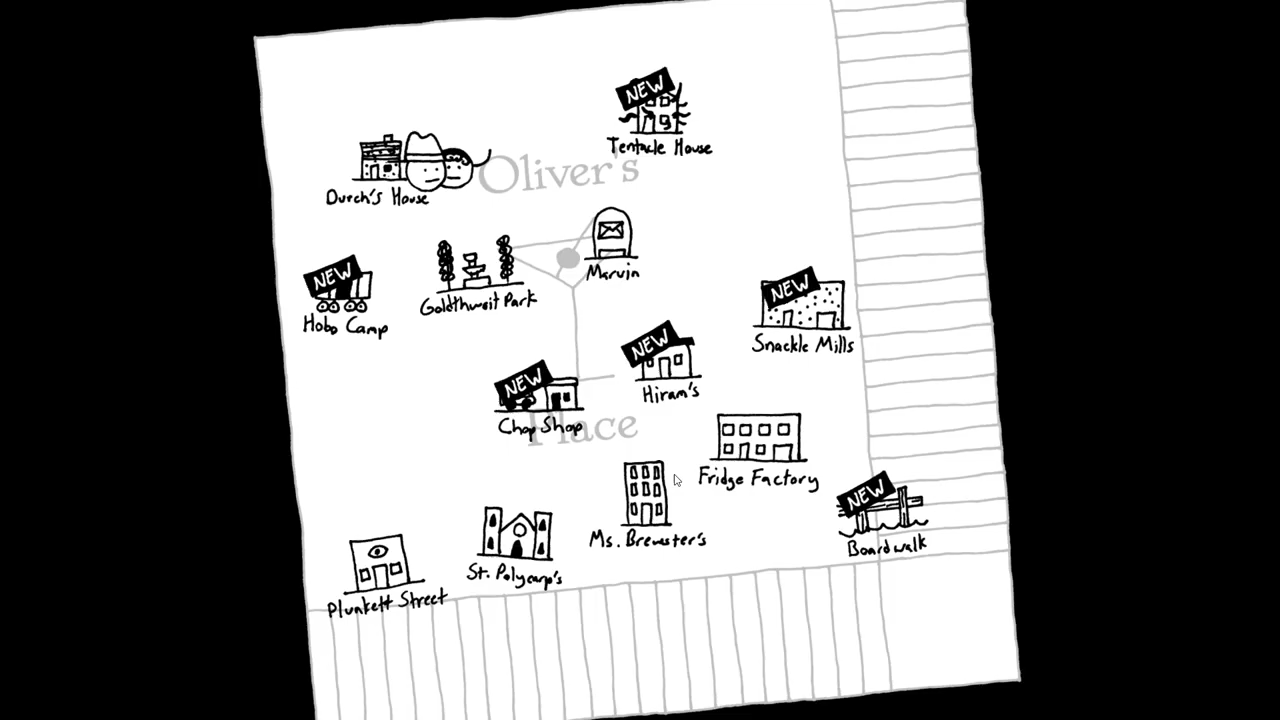 NEW
Tentacle House
Oliver's
Durch's House
Marvin
NEW
Hobo Camp
Goldthwait Park
NEW
Snackle Mills
NEW
Hiram's
NEW
Chop Shop
Place
Fridge Factory
NEW
Boardwalk
Ms. Brewster's
St. Polycarp's
Plunkett Street